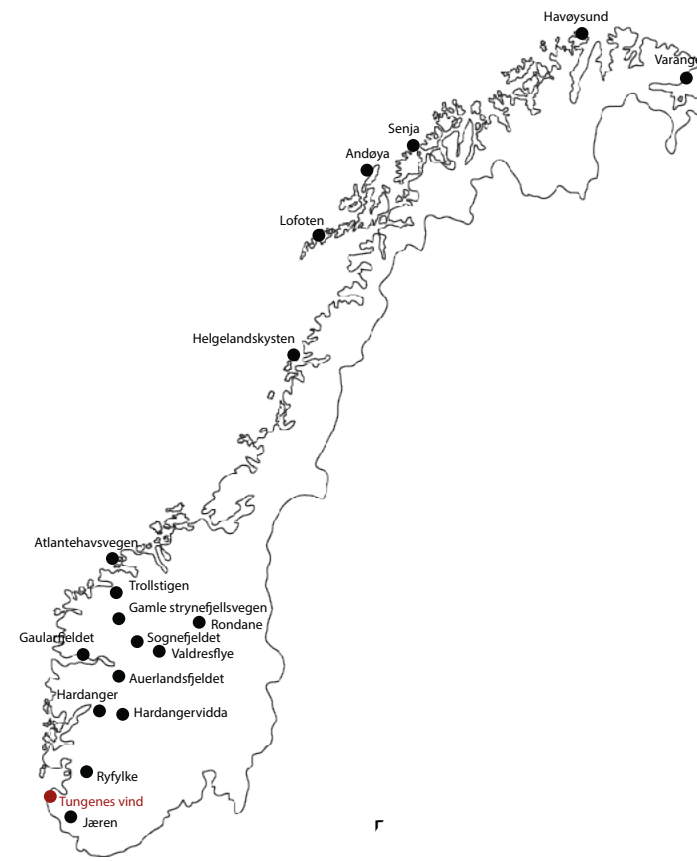 Havøysund
Senja
Andøya
Lofoten
Helgelandskysten
Atlantehavsvegen
Trollstigen
Gamle strynefjellsvegen
Rondane
Gaularfjeldet
Sognefjeldet
Valdresflye
Auerlandsfjeldet
Hardanger
Hardangervidda
Ryfylke
Tungenes vind
Jæren